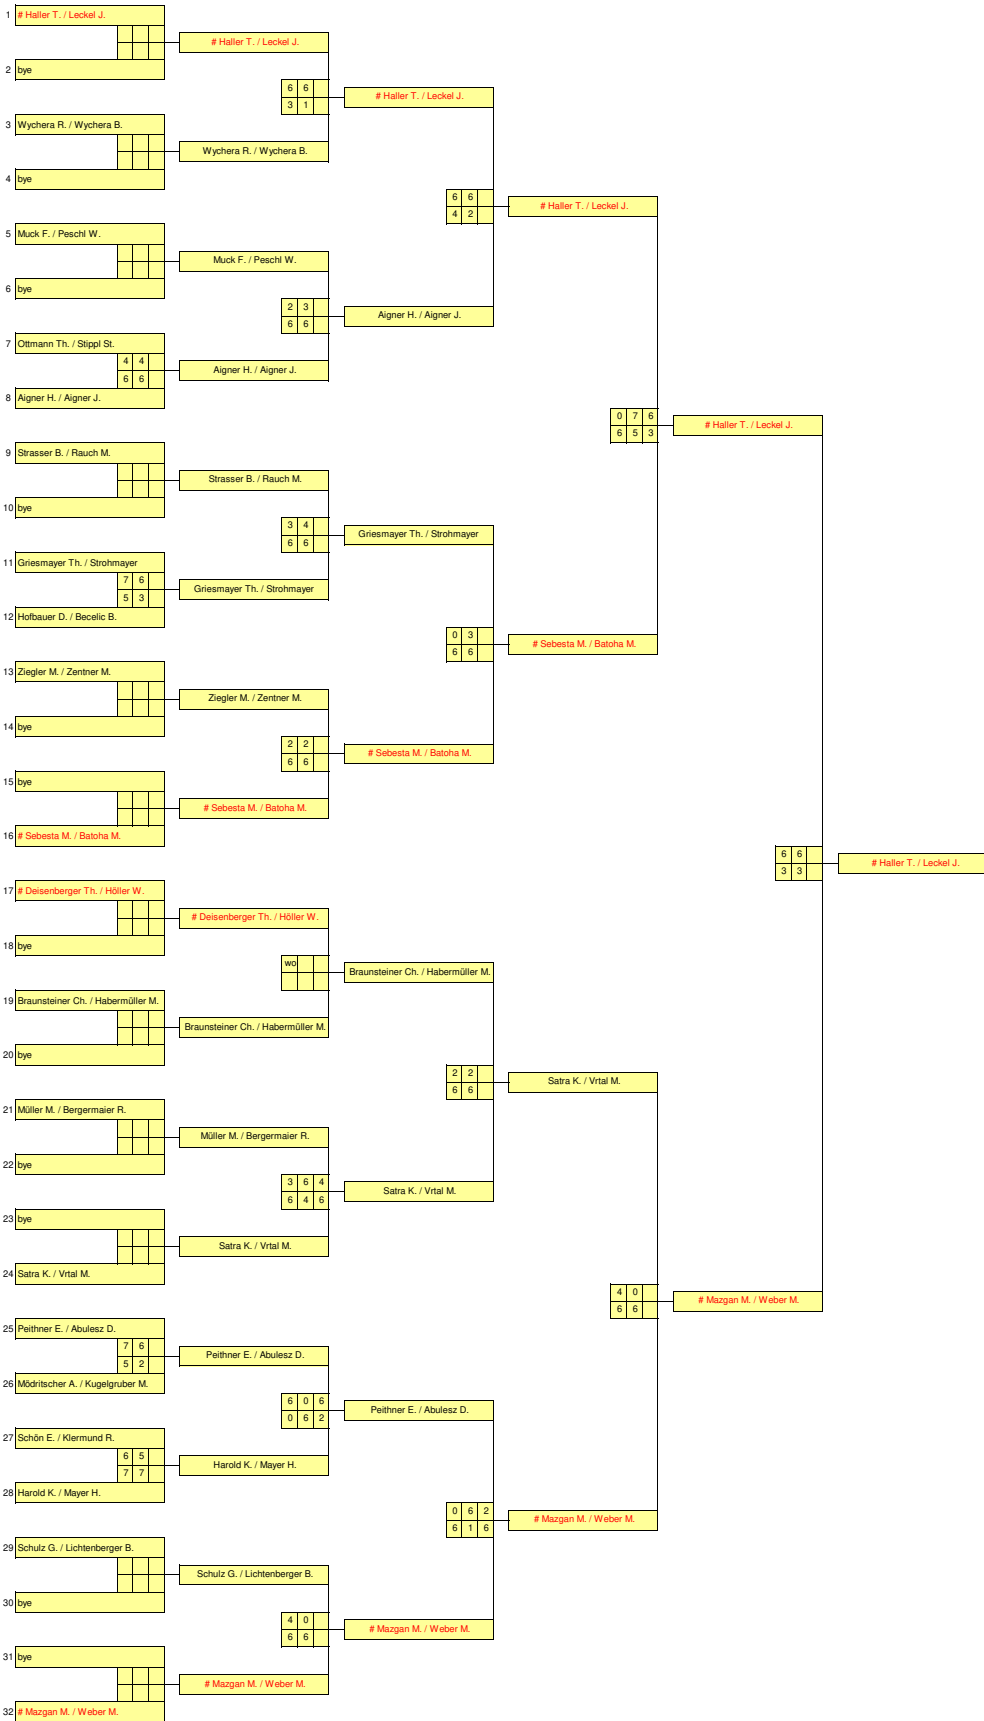 1 # Haller T. / Leckel J.
# Haller T. / Leckel J.
2 bye
6 6
3 1
# Haller T. / Leckel J.
3 Wychera R. / Wychera B.
Wychera R. / Wychera B.
4 bye
6 6
4 2
# Haller T. / Leckel J.
5 Muck F. / Peschl W.
Muck F. / Peschl W.
6 bye
2 3
6 6
Aigner H. / Aigner J.
7 Ottmann Th. / Stippl St.
4 4
6 6
Aigner H. / Aigner J.
8 Aigner H. / Aigner J.
0 7 6
6 5 3
# Haller T. / Leckel J.
9 Strasser B. / Rauch M.
Strasser B. / Rauch M.
10 bye
3 4
6 6
Griesmayer Th. / Strohmayer
11 Griesmayer Th. / Strohmayer
7 6
5 3
Griesmayer Th. / Strohmayer
12 Hofbauer D. / Becelic B.
0 3
6 6
# Sebesta M. / Batoha M.
13 Ziegler M. / Zentner M.
Ziegler M. / Zentner M.
14 bye
2 2
6 6
# Sebesta M. / Batoha M.
15 bye
# Sebesta M. / Batoha M.
16 # Sebesta M. / Batoha M.
6 6
3 3
# Haller T. / Leckel J.
17 # Deisenberger Th. / Höller W.
# Deisenberger Th. / Höller W.
18 bye
wo
Braunsteiner Ch. / Habermüller M.
19 Braunsteiner Ch. / Habermüller M.
Braunsteiner Ch. / Habermüller M.
20 bye
2 2
6 6
Satra K. / Vrtal M.
21 Müller M. / Bergermaier R.
Müller M. / Bergermaier R.
22 bye
3 6 4
6 4 6
Satra K. / Vrtal M.
23 bye
Satra K. / Vrtal M.
24 Satra K. / Vrtal M.
4 0
6 6
# Mazgan M. / Weber M.
25 Peithner E. / Abulesz D.
7 6
5 2
Peithner E. / Abulesz D.
26 Mödritscher A. / Kugelgruber M.
6 0 6
0 6 2
Peithner E. / Abulesz D.
27 Schön E. / Klermund R.
6 5
7 7
Harold K. / Mayer H.
28 Harold K. / Mayer H.
0 6 2
6 1 6
# Mazgan M. / Weber M.
29 Schulz G. / Lichtenberger B.
Schulz G. / Lichtenberger B.
30 bye
4 0
6 6
# Mazgan M. / Weber M.
31 bye
# Mazgan M. / Weber M.
32 # Mazgan M. / Weber M.